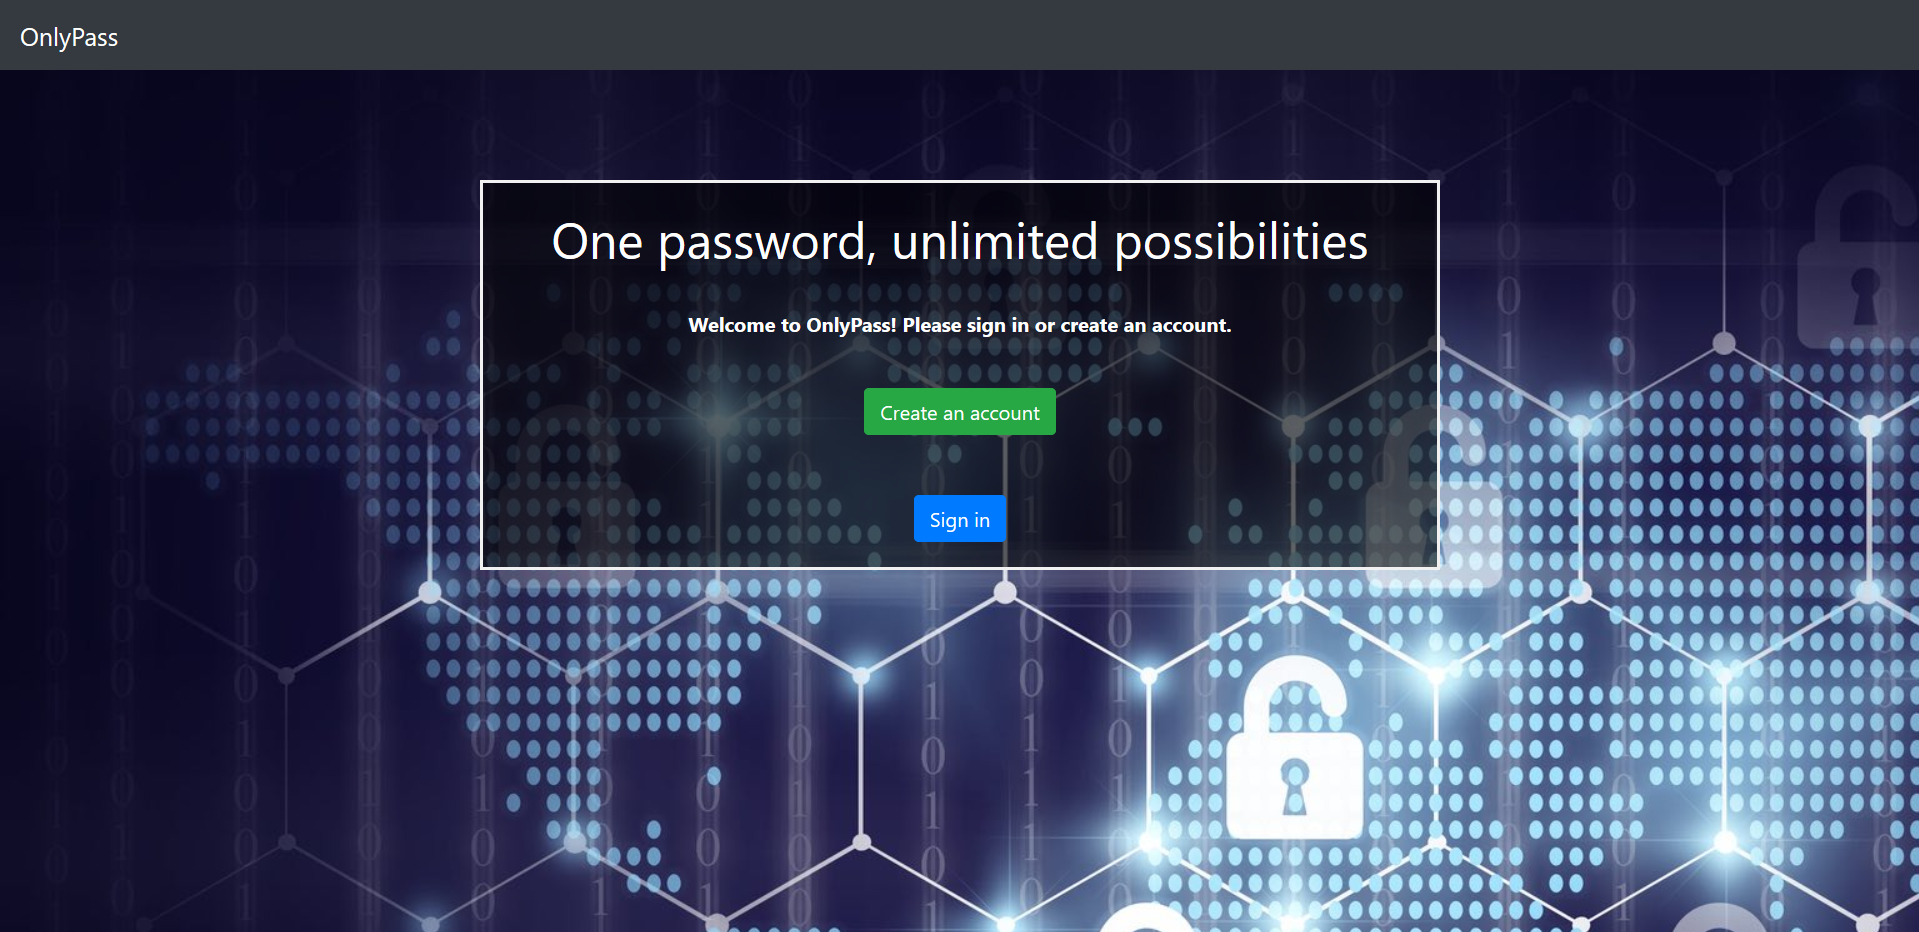 OnlyPass
One password, unlimited possibilities
Welcome to OnlyPass! Please sign in or create an account.
Create an account
Sign in